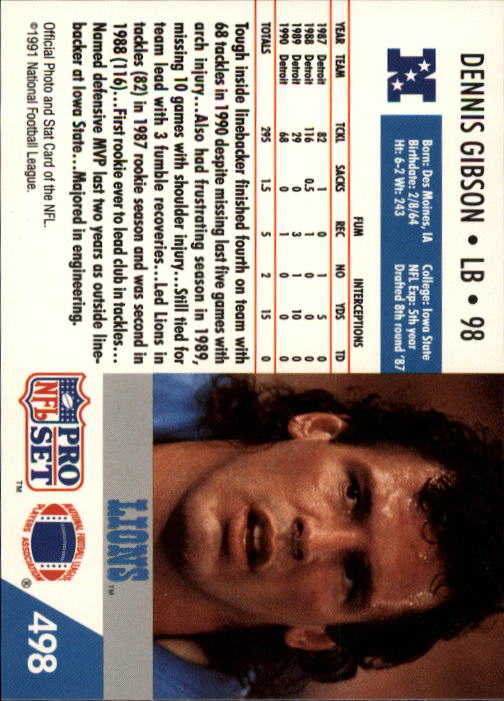 DENNIS GIBSON • LB • 98
N
Born: Des Moines, IA
Birthdate: 2/8/64
Ht: 6-2 Wt: 243
College: Iowa State
NFL Exp: 5th year
Drafted 8th round '87
FUM INTERCEPTIONS
YEAR TEAM TCKL SACKS REC NO YDS TD
1987 Detroit 82 1 0 1 5 0
1988 Detroit 116 0.5 1 0 0 0
1989 Detroit 29 0 3 1 10 0
1990 Detroit 68 0 1 0 0 0
TOTALS 295 1.5 5 2 15 0
Tough inside linebacker finished fourth on team with
68 tackles in 1990 despite missing last five games with
arch injury...Also had frustrating season in 1989,
missing 10 games with shoulder injury...Still tied for
team lead with 3 fumble recoveries...Led Lions in
tackles (82) in 1987 rookie season and was second in
1988 (116)...First rookie ever to lead club in tackles...
Named defensive MVP last two years as outside line-
backer at Iowa State...Majored in engineering.
Official Photo and Stat Card of the NFL.
©1991 National Football League.
LIONS™
PRO
NFL
SET™
NATIONAL FOOTBALL LEAGUE
PLAYERS ASSOCIATION®
498